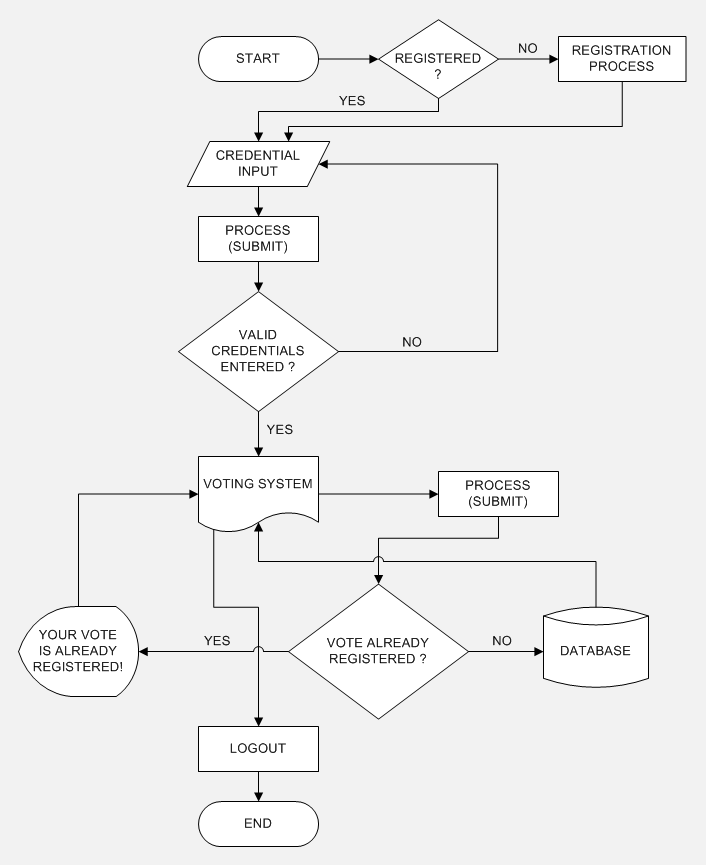 START
REGISTERED
?
NO
REGISTRATION
PROCESS
YES
CREDENTIAL
INPUT
PROCESS
(SUBMIT)
VALID
CREDENTIALS
ENTERED ?
NO
YES
VOTING SYSTEM
PROCESS
(SUBMIT)
YOUR VOTE
IS ALREADY
REGISTERED!
YES
VOTE ALREADY
REGISTERED ?
NO
DATABASE
LOGOUT
END